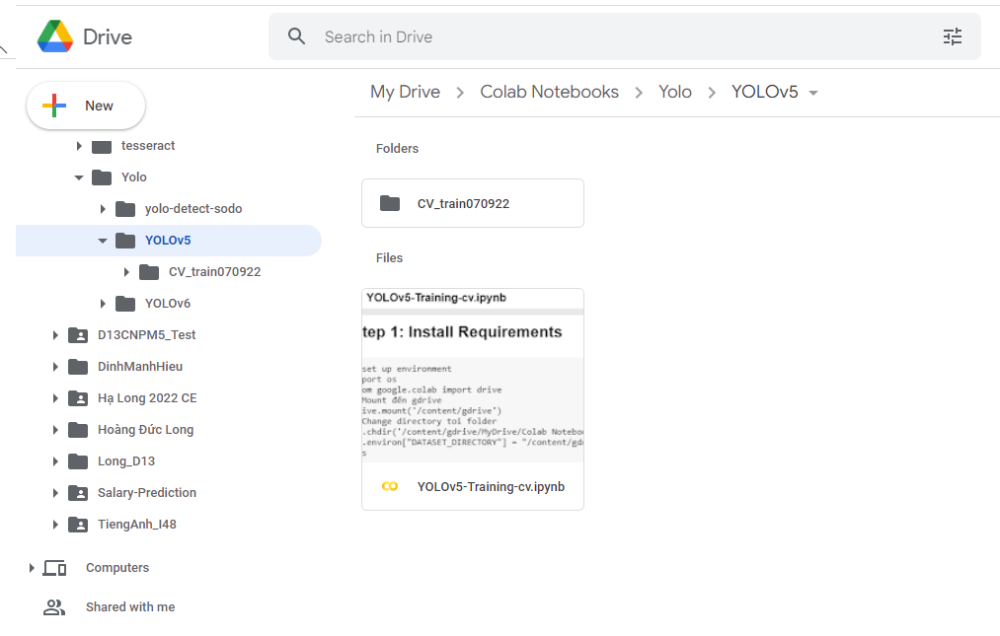 Drive
Search in Drive
New
My Drive
Colab Notebooks
Yolo
YOLOv5
tesseract
Yolo
yolo-detect-sodo
YOLOv5
CV_train070922
YOLOv6
D13CNPM5_Test
DinhManhHieu
Hạ Long 2022 CE
Hoàng Đức Long
Long_D13
Salary-Prediction
TiengAnh_I48
Computers
Shared with me
Folders
CV_train070922
Files
YOLOv5-Training-cv.ipynb
tep 1: Install Requirements
set up environment
port os
om google.colab import drive
Mount đến gdrive
ive.mount('/content/gdrive')
Change directory toi folder
.chdir('/content/gdrive/MyDrive/Colab Notebo
.environ["DATASET_DIRECTORY"] = "/content/gd
s
YOLOv5-Training-cv.ipynb